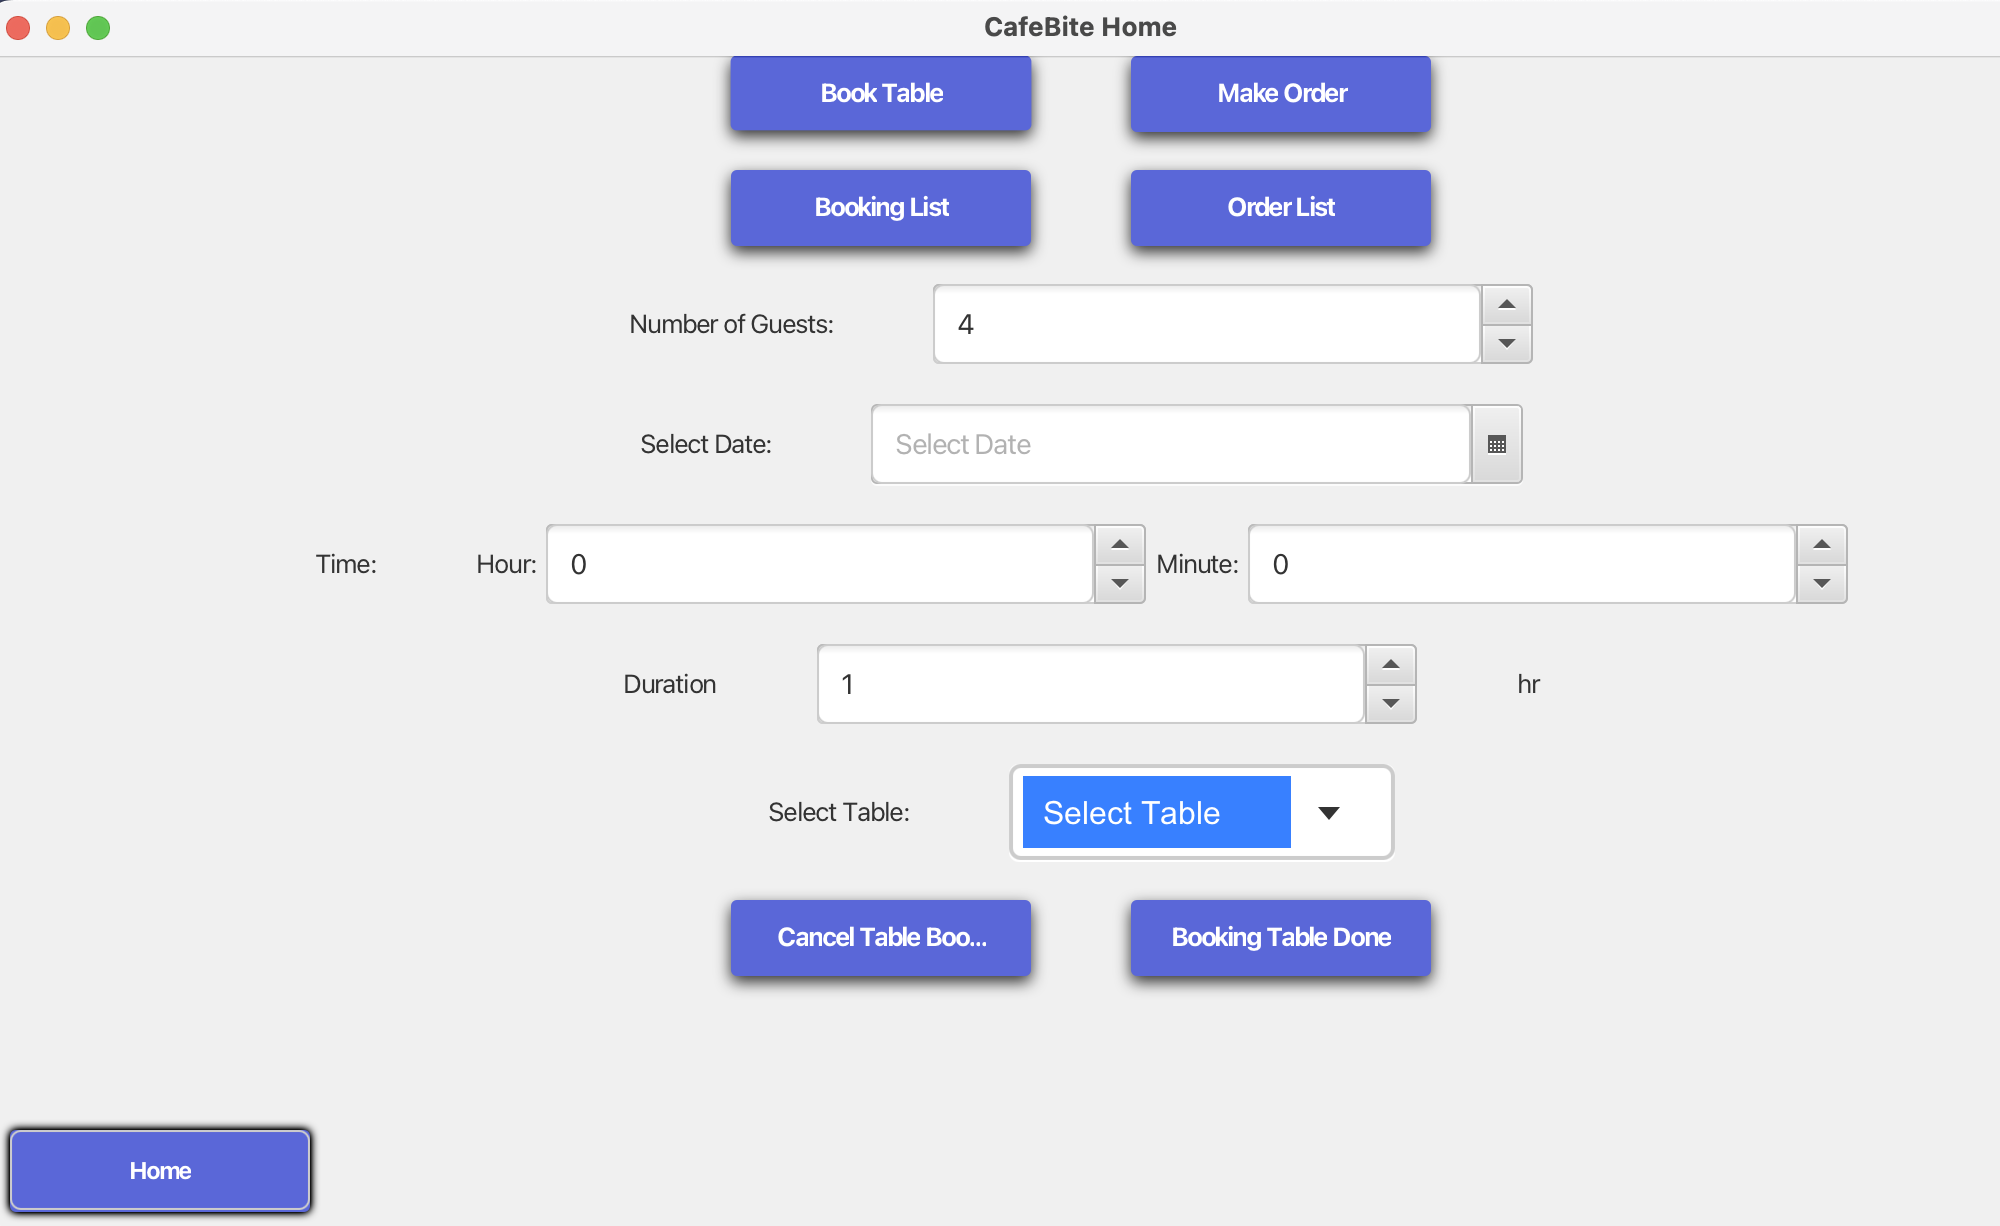 CafeBite Home
Book Table
Make Order
Booking List
Order List
Number of Guests:
4
Select Date:
Select Date
Time:
Hour:
0
Minute:
0
Duration
1
hr
Select Table:
Select Table
Cancel Table Boo...
Booking Table Done
Home